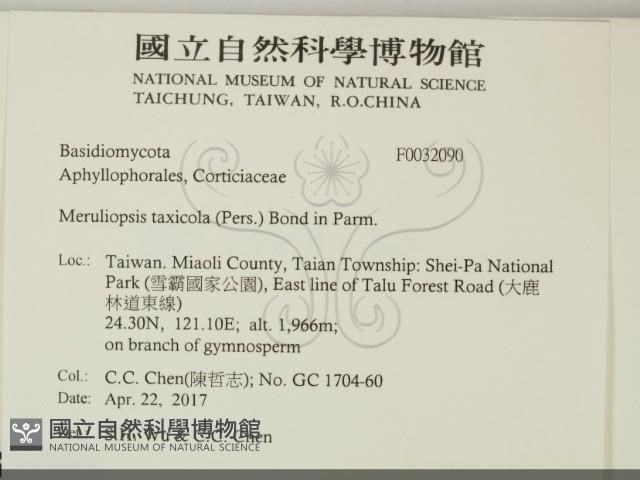 國立自然科學博物館
NATIONAL MUSEUM OF NATURAL SCIENCE
TAICHUNG, TAIWAN, R.O.CHINA
Basidiomycota F0032090
Aphyllophorales, Corticiaceae
Meruliopsis taxicola (Pers.) Bond in Parm.
Loc.: Taiwan. Miaoli County, Taian Township: Shei-Pa National
Park (雪霸國家公園), East line of Talu Forest Road (大鹿
林道東線)
24.30N, 121.10E; alt. 1,966m;
on branch of gymnosperm
Col.: C.C. Chen(陳哲志); No. GC 1704-60
Date: Apr. 22, 2017
Wu & C.C. Chen
國立自然科學博物館
NATIONAL MUSEUM OF NATURAL SCIENCE